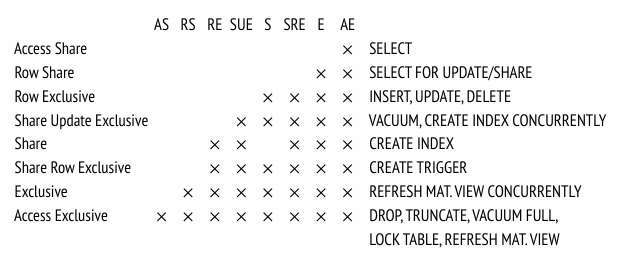 AS RS RE SUE S SRE E AE
Access Share × SELECT
Row Share × × SELECT FOR UPDATE/SHARE
Row Exclusive × × × × INSERT, UPDATE, DELETE
Share Update Exclusive × × × × × VACUUM, CREATE INDEX CONCURRENTLY
Share × × × × × CREATE INDEX
Share Row Exclusive × × × × × × CREATE TRIGGER
Exclusive × × × × × × × REFRESH MAT. VIEW CONCURRENTLY
Access Exclusive × × × × × × × × DROP, TRUNCATE, VACUUM FULL,
LOCK TABLE, REFRESH MAT. VIEW